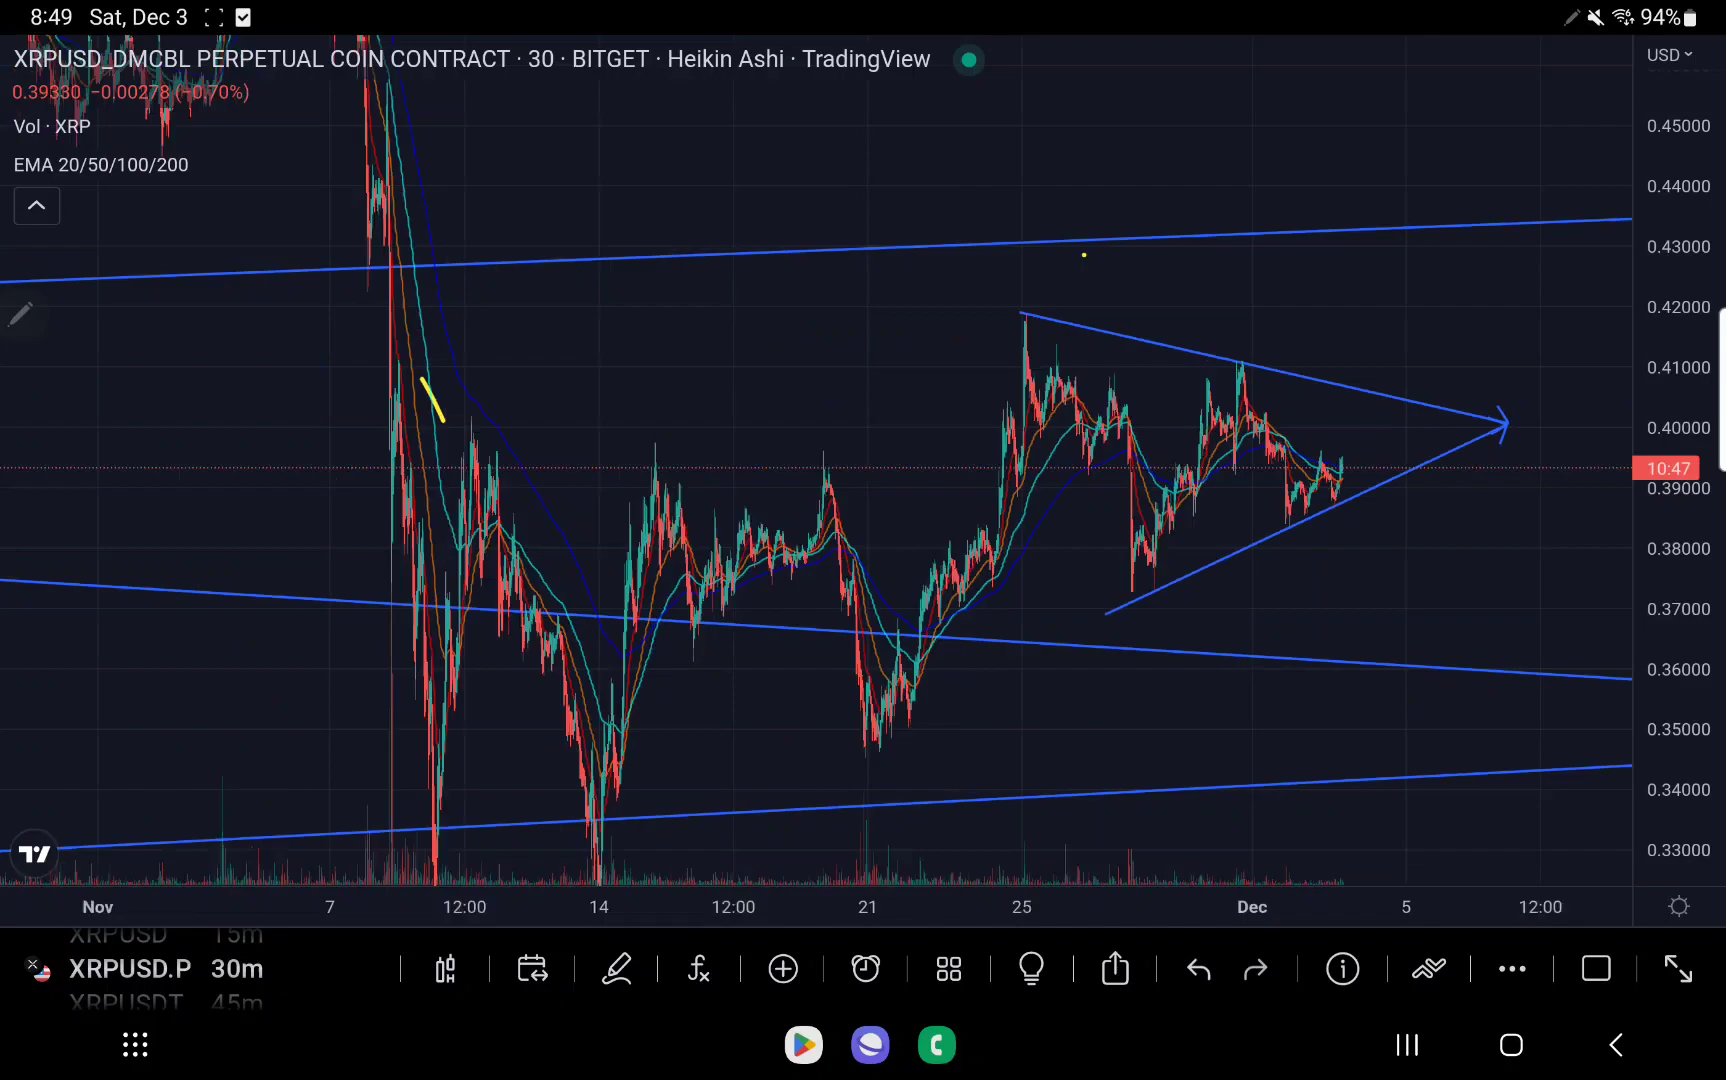 8:49 Sat, Dec 3 94%
XRPUSD_DMCBL PERPETUAL COIN CONTRACT · 30 · BITGET · Heikin Ashi · TradingView
USD
0.39330 −0.00278 (−0.70%)
Vol · XRP
EMA 20/50/100/200
0.45000
0.44000
0.43000
0.42000
0.41000
0.40000
10:47
0.39000
0.38000
0.37000
0.36000
0.35000
0.34000
0.33000
Nov 7 12:00 14 12:00 21 25 Dec 5 12:00
XRPUSD 15m
XRPUSD.P 30m
XRPUSDT 45m